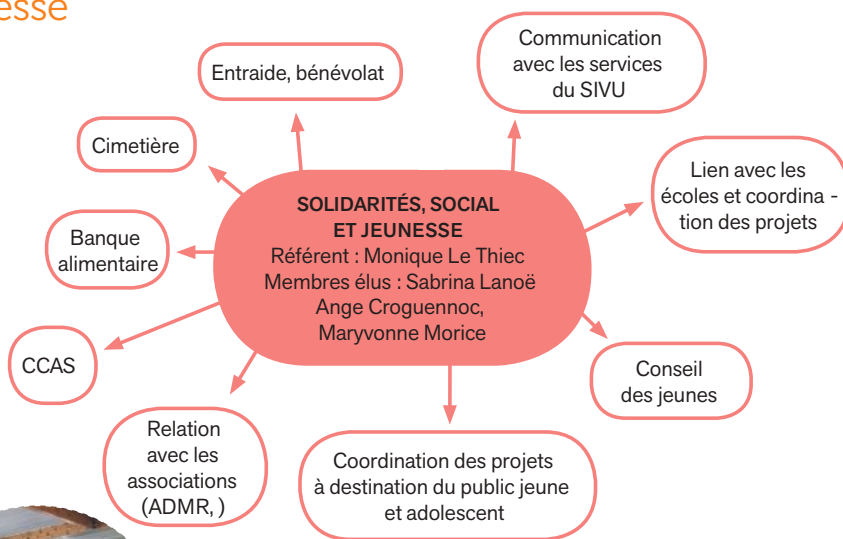 esse
Entraide, bénévolat
Communication
avec les services
du SIVU
Cimetière
Lien avec les
écoles et coordina -
tion des projets
SOLIDARITÉS, SOCIAL
ET JEUNESSE
Référent : Monique Le Thiec
Membres élus : Sabrina Lanoë
Ange Croguennoc,
Maryvonne Morice
Banque
alimentaire
CCAS
Conseil
des jeunes
Relation
avec les
associations
(ADMR, )
Coordination des projets
à destination du public jeune
et adolescent